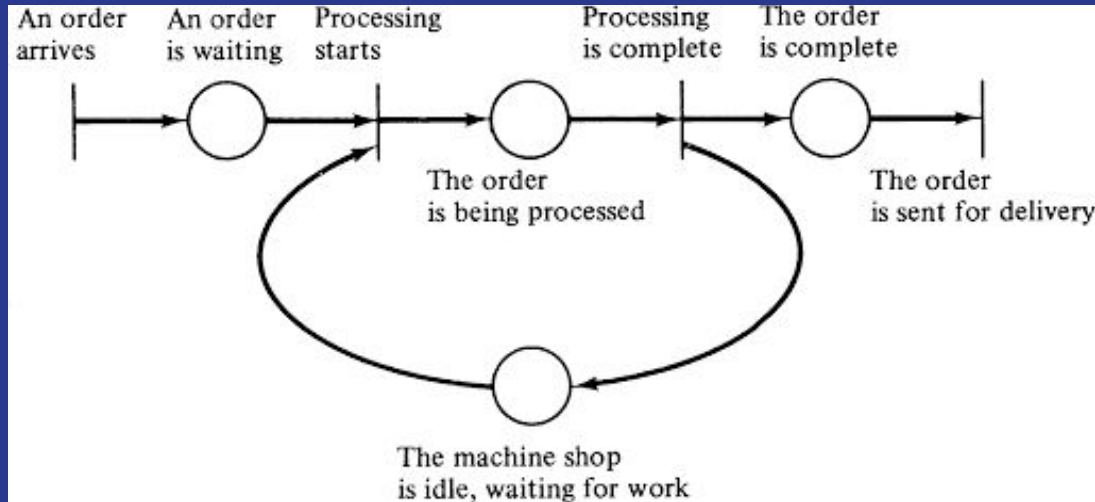 An order
arrives
An order
is waiting
Processing
starts
Processing
is complete
The order
is complete
The order
is being processed
The order
is sent for delivery
The machine shop
is idle, waiting for work